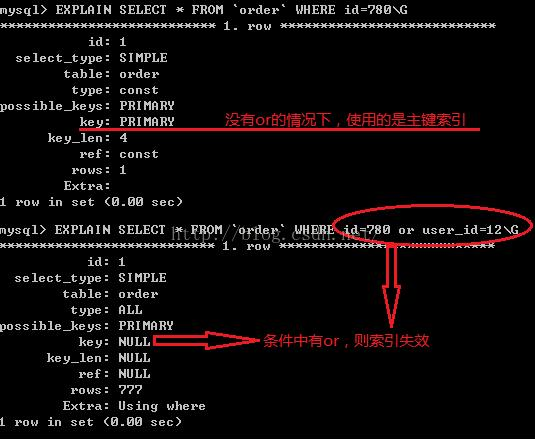 mysql> EXPLAIN SELECT * FROM `order` WHERE id=780\G
*************************** 1. row ***************************
id: 1
select_type: SIMPLE
table: order
type: const
possible_keys: PRIMARY
key: PRIMARY 没有or的情况下，使用的是主键索引
key_len: 4
ref: const
rows: 1
Extra:
1 row in set (0.00 sec)
mysql> EXPLAIN SELECT * FROM `order` WHERE id=780 or user_id=12\G
http://blog.csdn.net/
*************************** 1. row ***************************
id: 1
select_type: SIMPLE
table: order
type: ALL
possible_keys: PRIMARY
key: NULL 条件中有or，则索引失效
key_len: NULL
ref: NULL
rows: 777
Extra: Using where
1 row in set (0.00 sec)